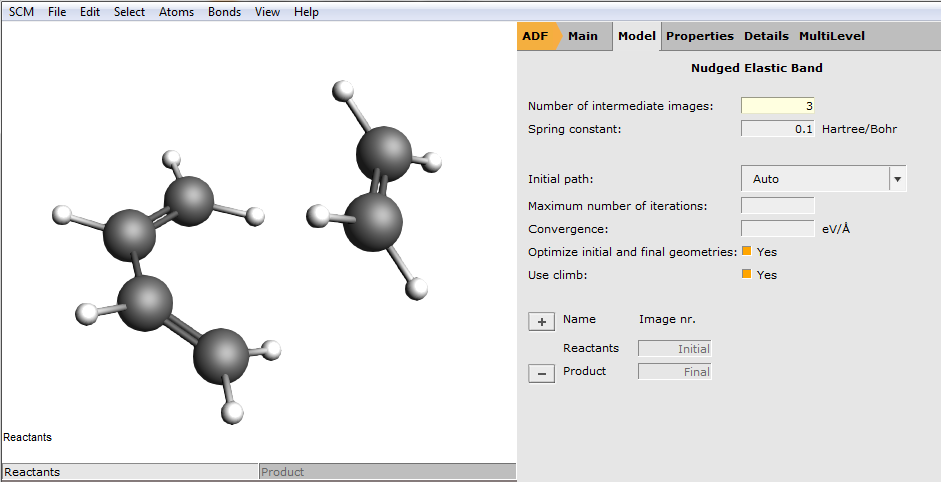 SCM File Edit Select Atoms Bonds View Help
ADF Main Model Properties Details MultiLevel
Nudged Elastic Band
Number of intermediate images: 3
Spring constant: 0.1 Hartree/Bohr
Initial path: Auto
Maximum number of iterations:
Convergence: eV/Å
Optimize initial and final geometries: Yes
Use climb: Yes
+ Name Image nr.
Reactants Initial
− Product Final
Reactants
Reactants Product